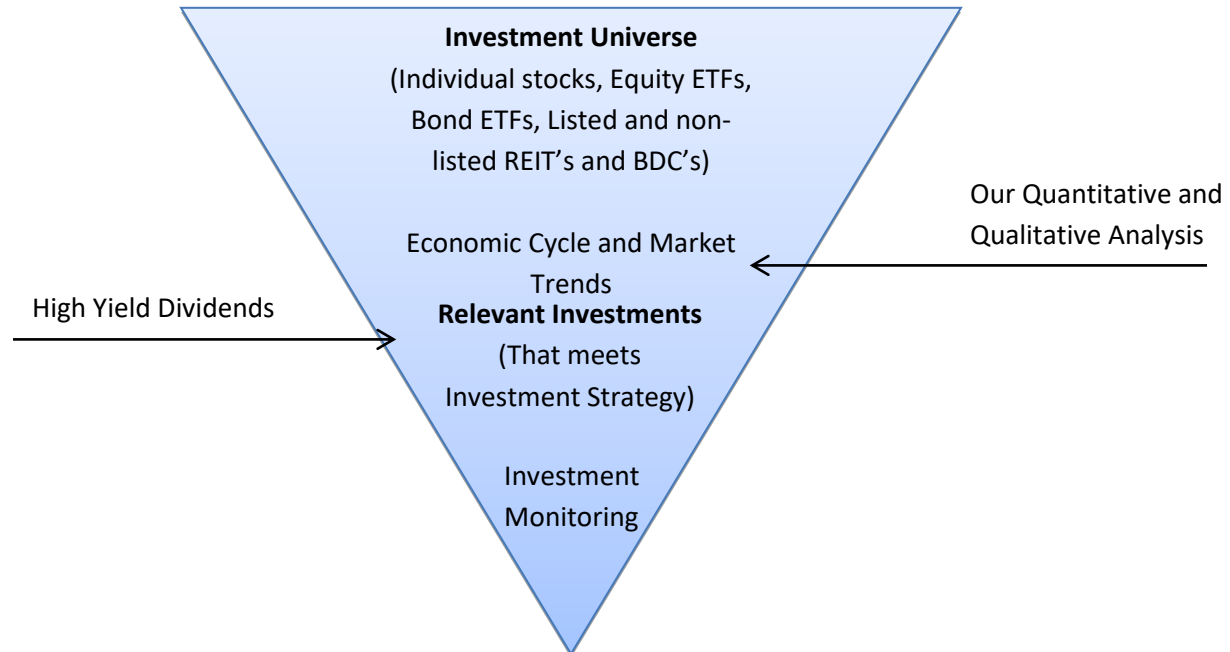 Investment Universe
(Individual stocks, Equity ETFs,
Bond ETFs, Listed and non-
listed REIT’s and BDC’s)
Our Quantitative and
Qualitative Analysis
Economic Cycle and Market
Trends
High Yield Dividends
Relevant Investments
(That meets
Investment Strategy)
Investment
Monitoring